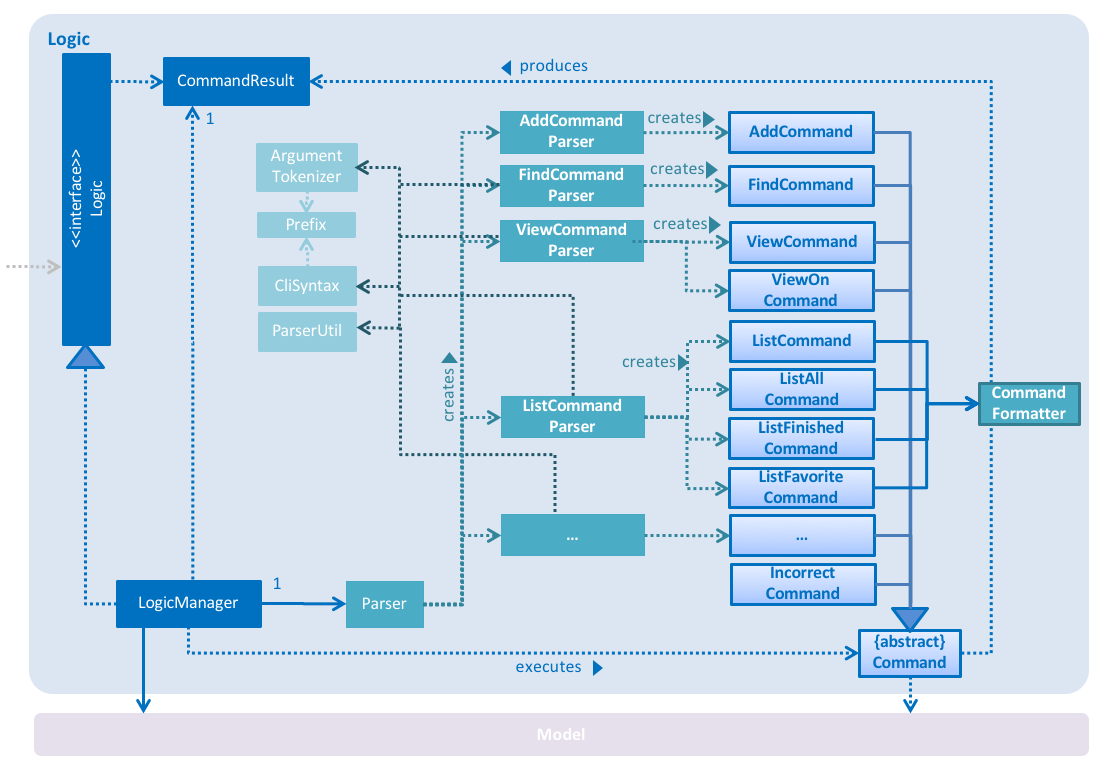 Logic
<<interface>>
Logic
CommandResult
produces
1
Argument
Tokenizer
Prefix
CliSyntax
ParserUtil
AddCommand
Parser
creates
AddCommand
FindCommand
Parser
creates
FindCommand
ViewCommand
Parser
creates
ViewCommand
ViewOn
Command
creates
creates
ListCommand
Parser
ListCommand
ListAll
Command
ListFinished
Command
ListFavorite
Command
Command
Formatter
...
...
Incorrect
Command
LogicManager
1
Parser
executes
{abstract}
Command
Model